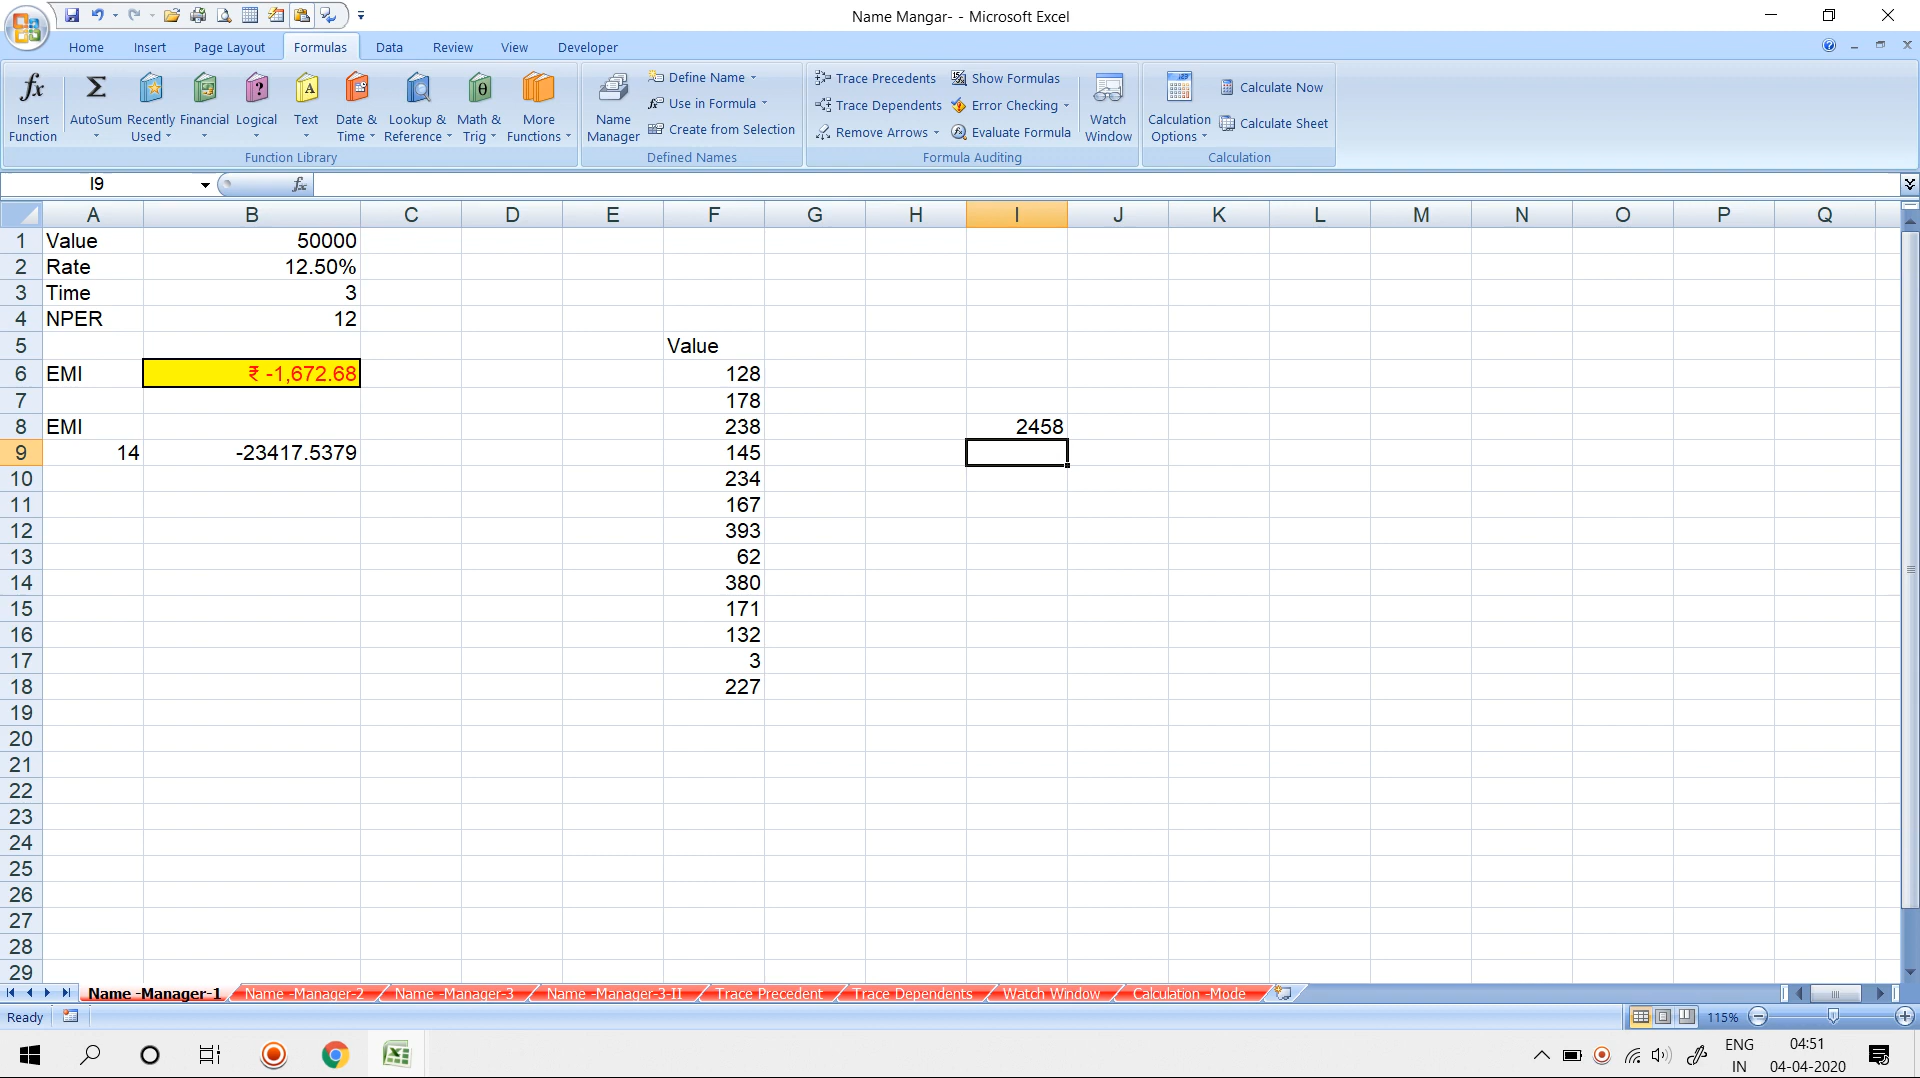 Name Mangar- - Microsoft Excel
Home Insert Page Layout Formulas Data Review View Developer
fx Insert Function
Σ AutoSum
Recently Used
Financial
Logical
Text
Date & Time
Lookup & Reference
Math & Trig
More Functions
Function Library
Name Manager
Define Name
Use in Formula
Create from Selection
Defined Names
Trace Precedents
Trace Dependents
Remove Arrows
Show Formulas
Error Checking
Evaluate Formula
Watch Window
Formula Auditing
Calculation Options
Calculate Now
Calculate Sheet
Calculation
I9 fx
A B C D E F G H I J K L M N O P Q
1 Value 50000
2 Rate 12.50%
3 Time 3
4 NPER 12
5 Value
6 EMI ₹ -1,672.68 128
7 178
8 EMI 238 2458
9 14 -23417.5379 145
10 234
11 167
12 393
13 62
14 380
15 171
16 132
17 3
18 227
19
20
21
22
23
24
25
26
27
28
29
Name -Manager-1 Name -Manager-2 Name -Manager-3 Name -Manager-3-II Trace Precedent Trace Dependents Watch Window Calculation -Mode
Ready 115%
ENG 04:51
IN 04-04-2020